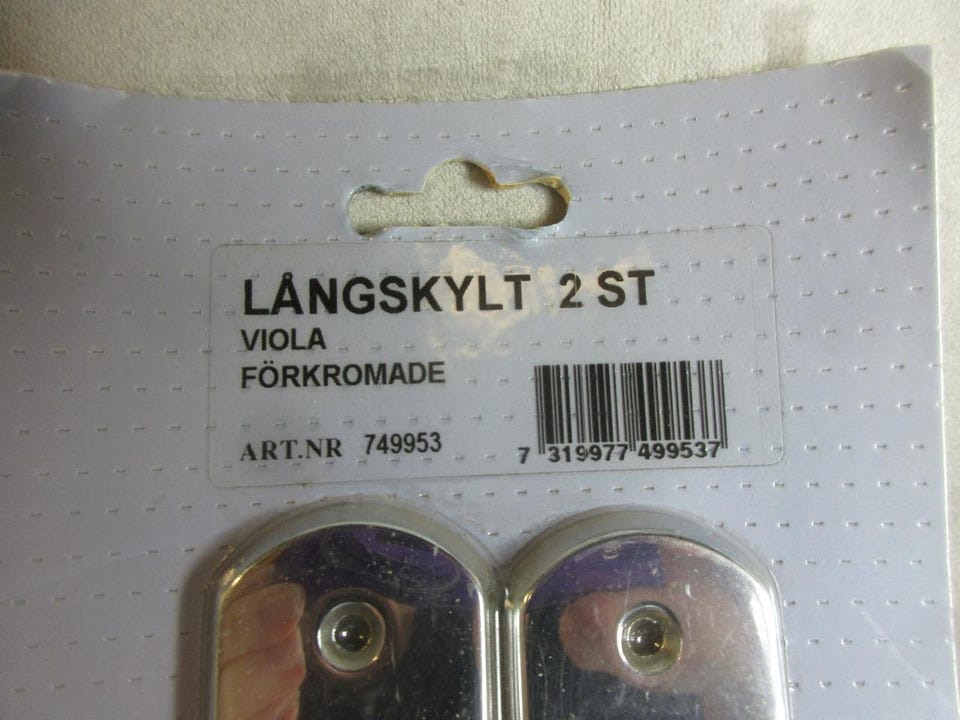 LÅNGSKYLT 2 ST
VIOLA
FÖRKROMADE
ART.NR 749953
7 319977 499537